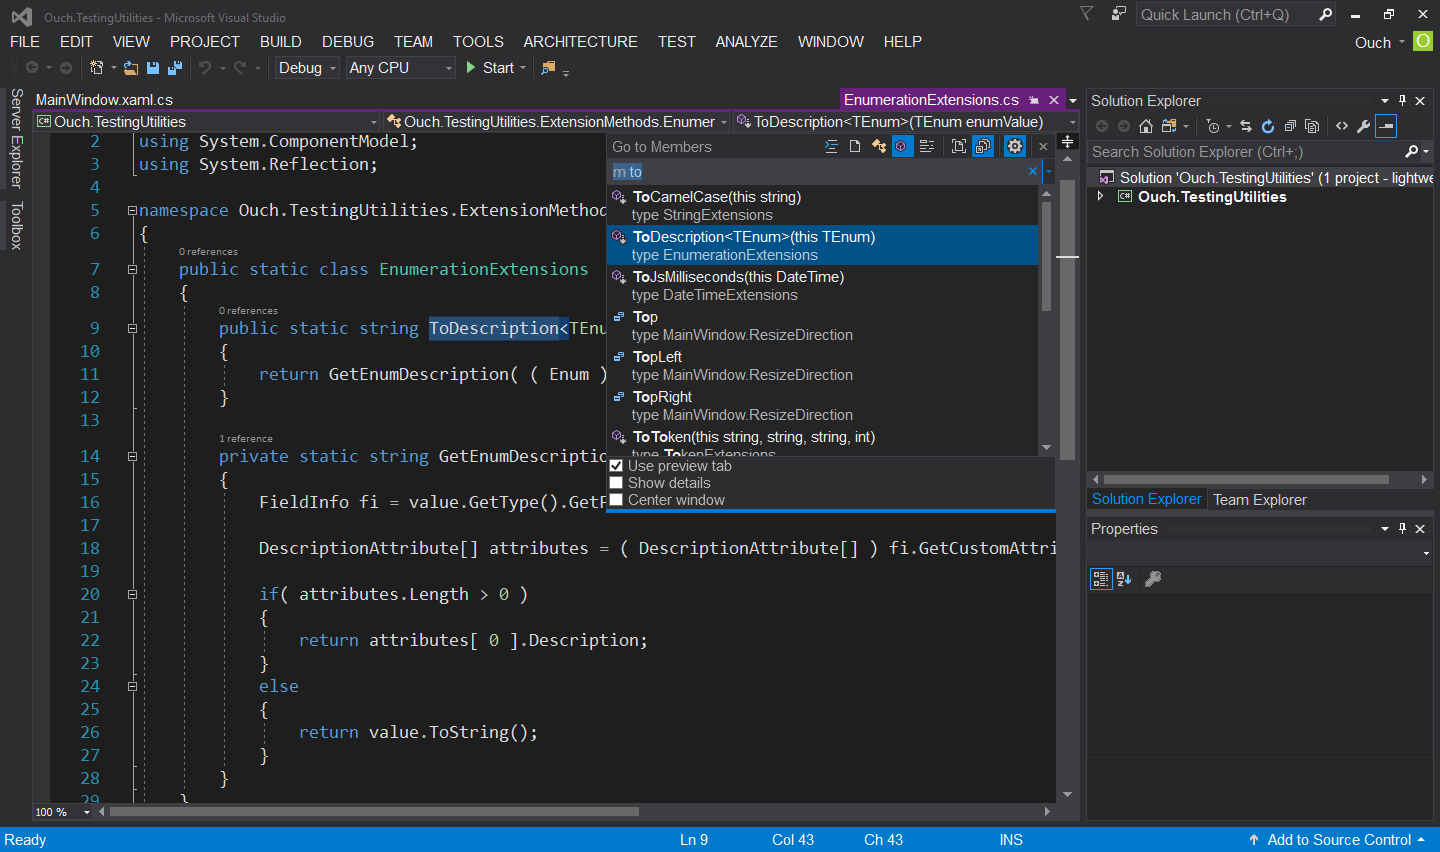 Ouch.TestingUtilities - Microsoft Visual Studio
Quick Launch (Ctrl+Q)
FILE EDIT VIEW PROJECT BUILD DEBUG TEAM TOOLS ARCHITECTURE TEST ANALYZE WINDOW HELP
Ouch O
Debug Any CPU Start
Server Explorer
Toolbox
MainWindow.xaml.cs
EnumerationExtensions.cs
C# Ouch.TestingUtilities
Ouch.TestingUtilities.ExtensionMethods.Enumer
ToDescription<TEnum>(TEnum enumValue)
2 using System.ComponentModel;
3 using System.Reflection;
4
5 namespace Ouch.TestingUtilities.ExtensionMethod
6 {
0 references
7 public static class EnumerationExtensions
8 {
0 references
9 public static string ToDescription<TEnu
10 {
11 return GetEnumDescription( ( Enum )
12 }
13
1 reference
14 private static string GetEnumDescriptio
15 {
16 FieldInfo fi = value.GetType().GetF
17
18 DescriptionAttribute[] attributes = ( DescriptionAttribute[] ) fi.GetCustomAttri
19
20 if( attributes.Length > 0 )
21 {
22 return attributes[ 0 ].Description;
23 }
24 else
25 {
26 return value.ToString();
27 }
28 }
29 }
100 %
Go to Members
m to
ToCamelCase(this string)
type StringExtensions
ToDescription<TEnum>(this TEnum)
type EnumerationExtensions
ToJsMilliseconds(this DateTime)
type DateTimeExtensions
Top
type MainWindow.ResizeDirection
TopLeft
type MainWindow.ResizeDirection
TopRight
type MainWindow.ResizeDirection
ToToken(this string, string, string, int)
type TokenExtensions
Use preview tab
Show details
Center window
Solution Explorer
Search Solution Explorer (Ctrl+;)
Solution 'Ouch.TestingUtilities' (1 project - lightwe
C# Ouch.TestingUtilities
Solution Explorer Team Explorer
Properties
Ready
Ln 9 Col 43 Ch 43 INS
Add to Source Control